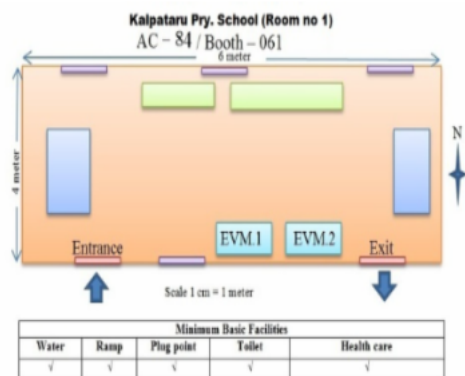 Kalpataru Pry. School (Room no 1)
AC - 84 / Booth - 061
6 meter
4 meter
N
EVM.1 EVM.2
Entrance Exit
Scale 1 cm = 1 meter
Minimum Basic Facilities
Water Ramp Plug point Toilet Health care
√ √ √ √ √